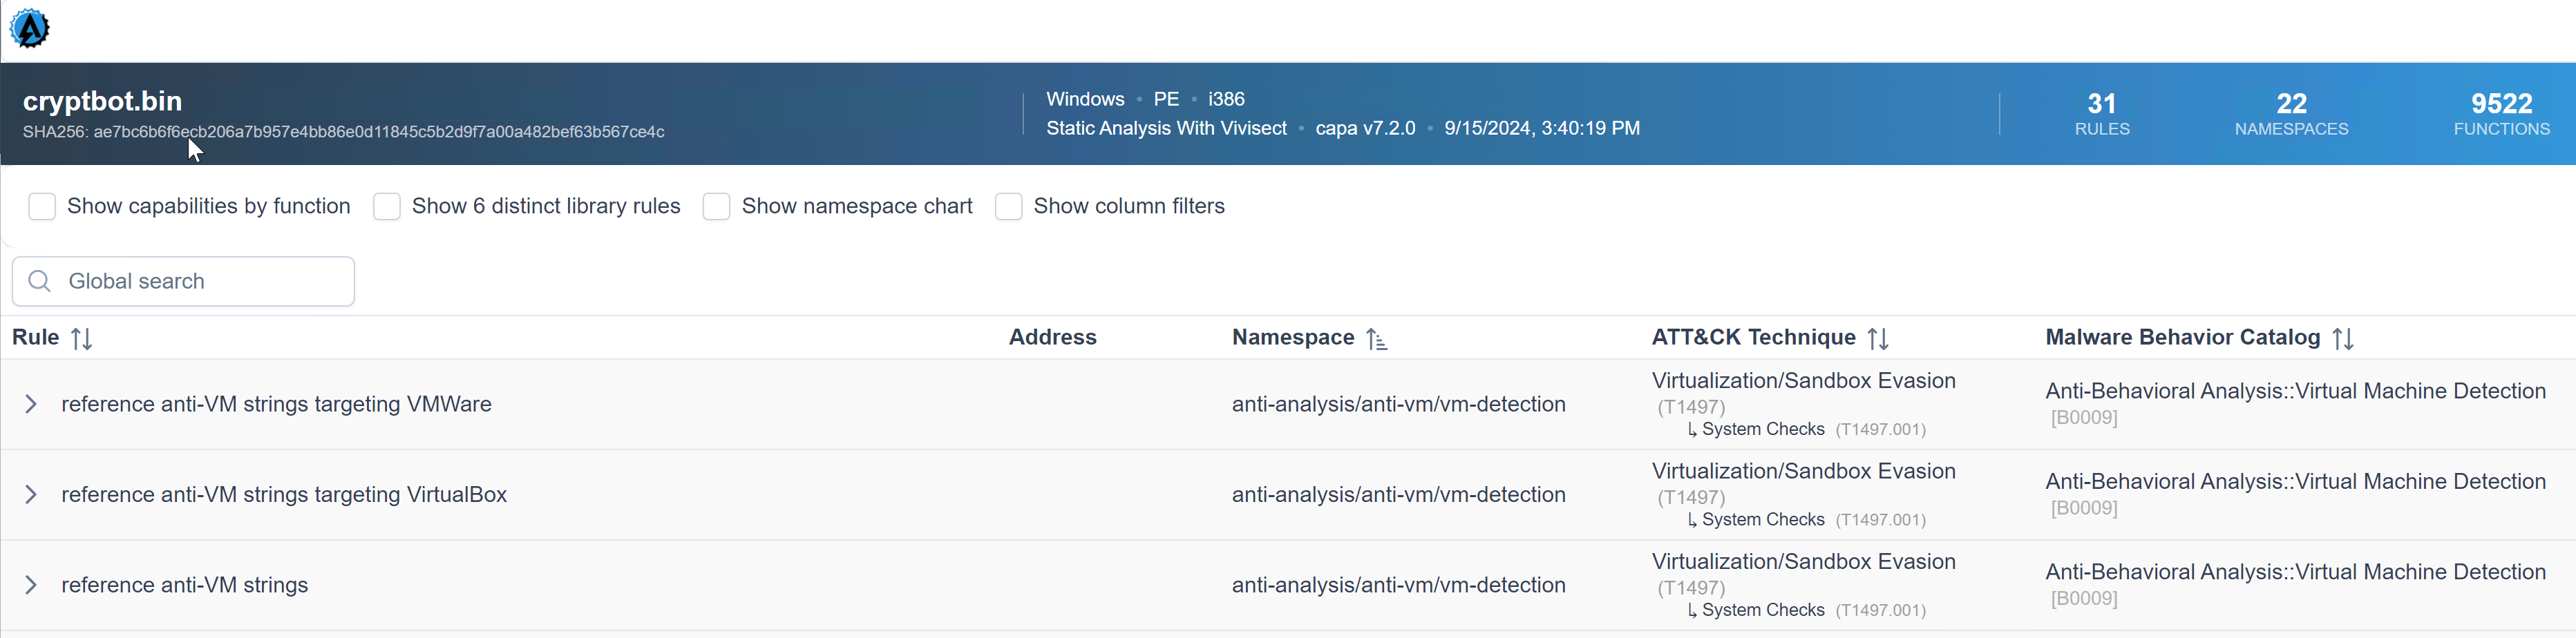 cryptbot.bin
SHA256: ae7bc6b6f6ecb206a7b957e4bb86e0d11845c5b2d9f7a00a482bef63b567ce4c
Windows • PE • i386
Static Analysis With Vivisect • capa v7.2.0 • 9/15/2024, 3:40:19 PM
31
RULES
22
NAMESPACES
9522
FUNCTIONS
Show capabilities by function
Show 6 distinct library rules
Show namespace chart
Show column filters
Global search
Rule Address Namespace ATT&CK Technique Malware Behavior Catalog
reference anti-VM strings targeting VMWare
anti-analysis/anti-vm/vm-detection
Virtualization/Sandbox Evasion
(T1497)
↳ System Checks (T1497.001)
Anti-Behavioral Analysis::Virtual Machine Detection
[B0009]
reference anti-VM strings targeting VirtualBox
anti-analysis/anti-vm/vm-detection
Virtualization/Sandbox Evasion
(T1497)
↳ System Checks (T1497.001)
Anti-Behavioral Analysis::Virtual Machine Detection
[B0009]
reference anti-VM strings
anti-analysis/anti-vm/vm-detection
Virtualization/Sandbox Evasion
(T1497)
↳ System Checks (T1497.001)
Anti-Behavioral Analysis::Virtual Machine Detection
[B0009]